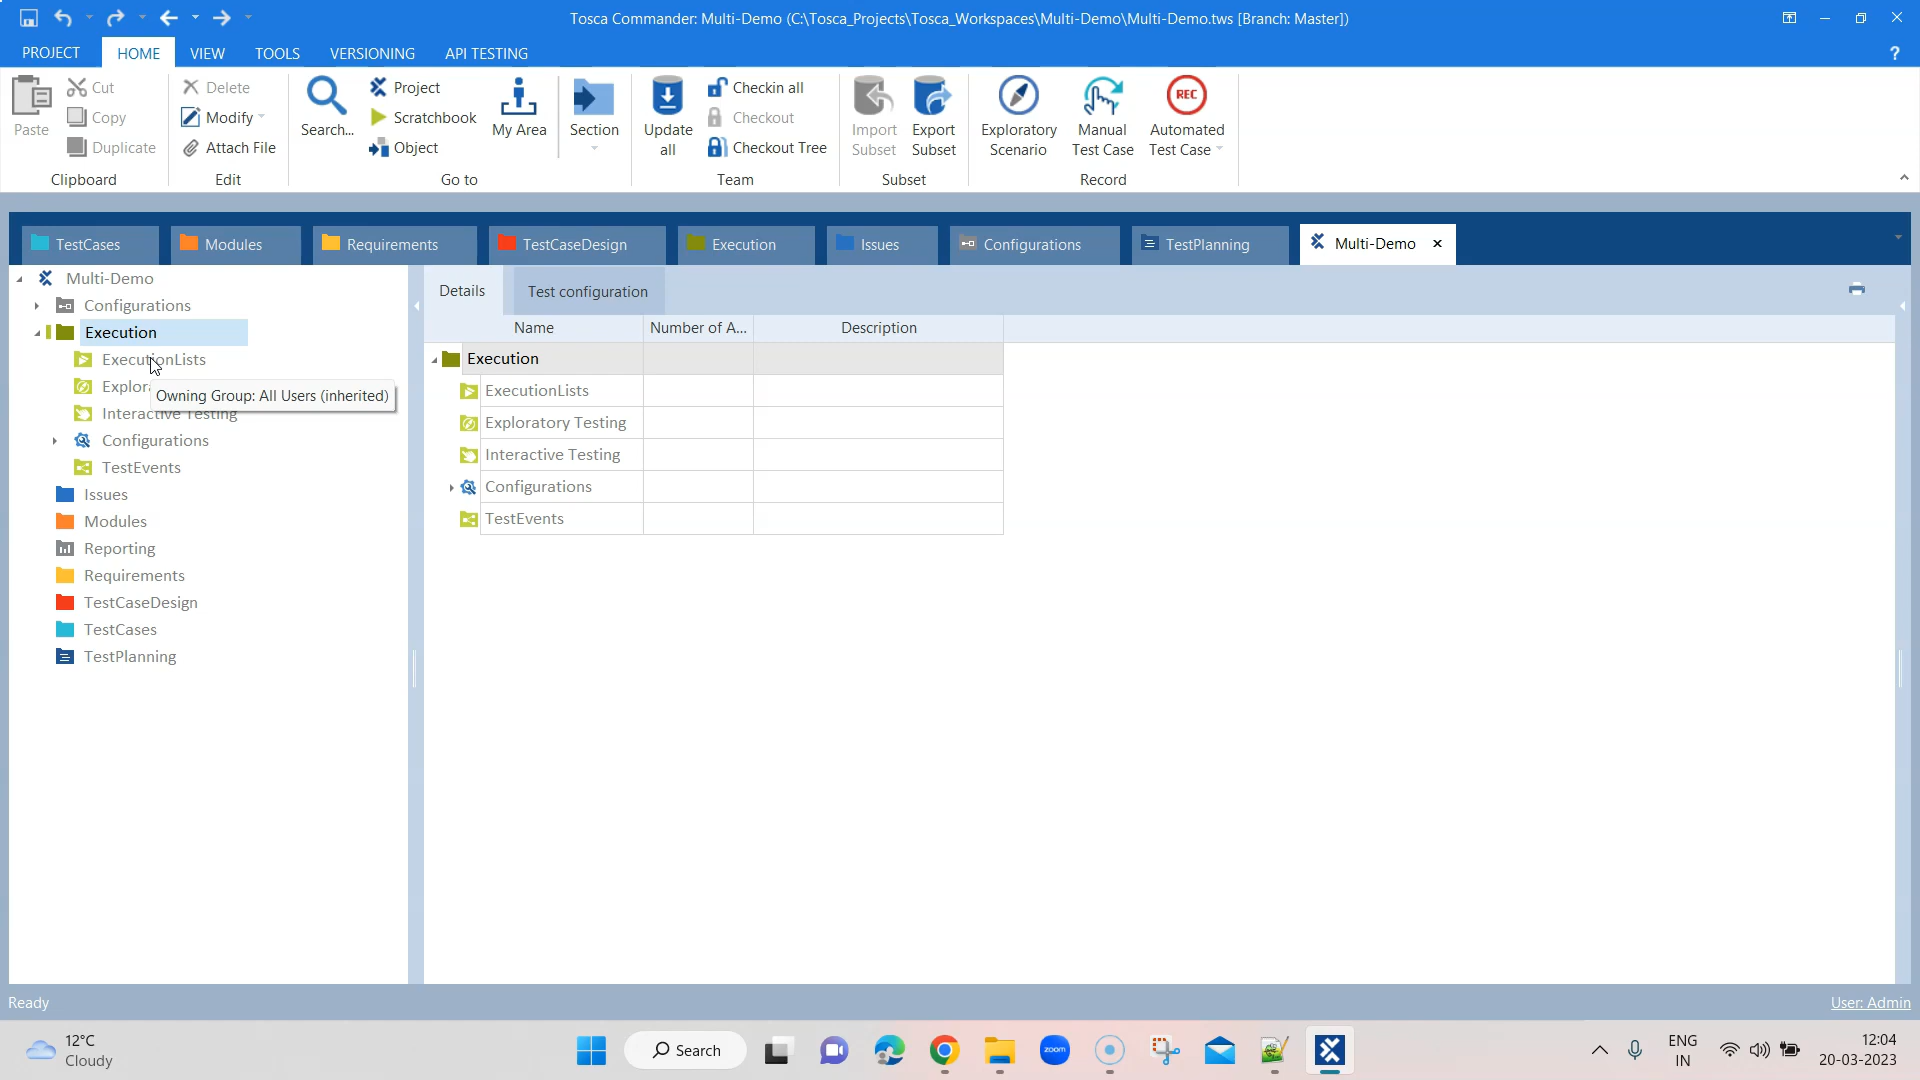 Tosca Commander: Multi-Demo (C:\Tosca_Projects\Tosca_Workspaces\Multi-Demo\Multi-Demo.tws [Branch: Master])
PROJECT HOME VIEW TOOLS VERSIONING API TESTING ?
Paste
Cut
Copy
Duplicate
Clipboard
Delete
Modify
Attach File
Edit
Search...
Project
Scratchbook
Object
My Area
Go to
Section
Update all
Checkin all
Checkout
Checkout Tree
Team
Import Subset
Export Subset
Subset
Exploratory Scenario
Manual Test Case
REC
Automated Test Case
Record
TestCases Modules Requirements TestCaseDesign Execution Issues Configurations TestPlanning Multi-Demo
Multi-Demo
Configurations
Execution
ExecutionLists
Explora
Owning Group: All Users (inherited)
Interactive Testing
Configurations
TestEvents
Issues
Modules
Reporting
Requirements
TestCaseDesign
TestCases
TestPlanning
Details Test configuration
Name Number of A... Description
Execution
ExecutionLists
Exploratory Testing
Interactive Testing
Configurations
TestEvents
Ready
User: Admin
12°C
Cloudy
Search
zoom
ENG
IN
12:04
20-03-2023